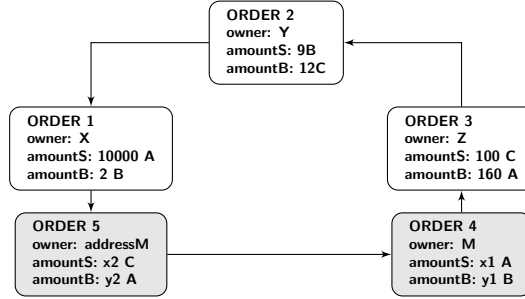 ORDER 2
owner: Y
amountS: 9B
amountB: 12C
ORDER 1
owner: X
amountS: 10000 A
amountB: 2 B
ORDER 3
owner: Z
amountS: 100 C
amountB: 160 A
ORDER 5
owner: addressM
amountS: x2 C
amountB: y2 A
ORDER 4
owner: M
amountS: x1 A
amountB: y1 B